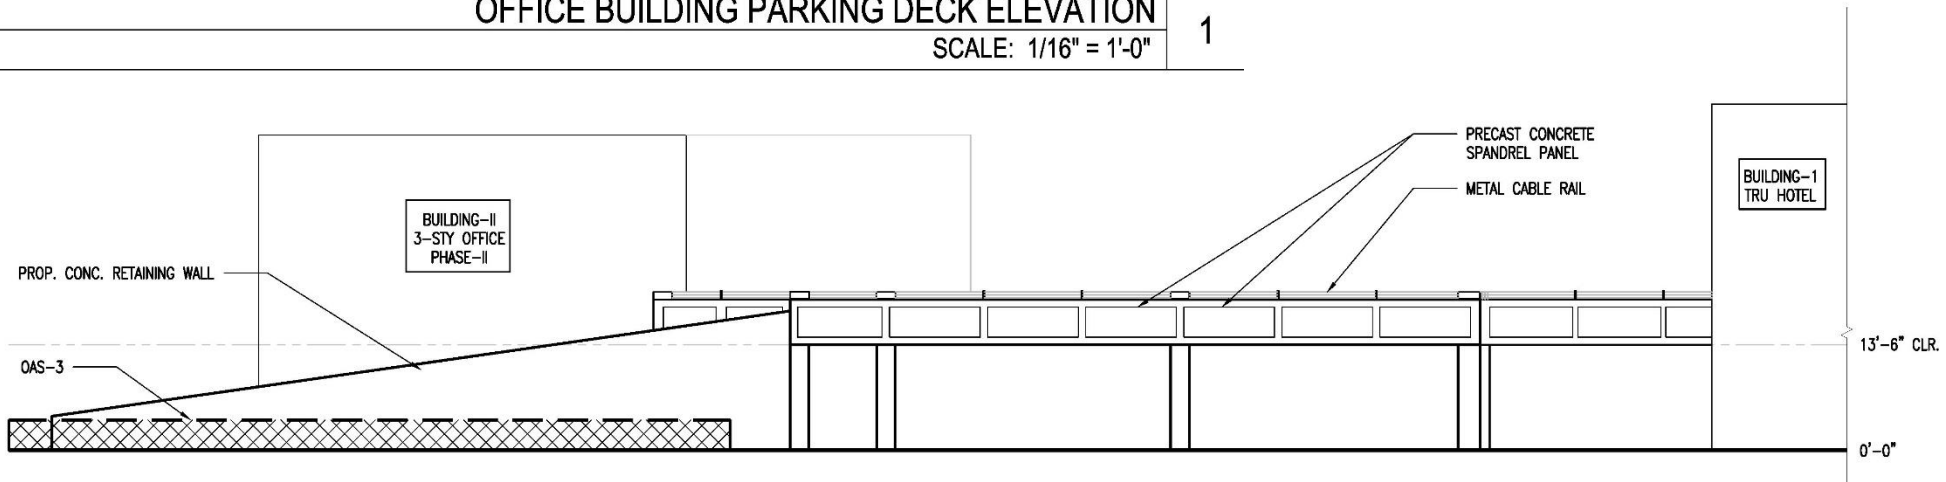 OFFICE BUILDING PARKING DECK ELEVATION
SCALE: 1/16" = 1'-0"
1
PRECAST CONCRETE
SPANDREL PANEL
METAL CABLE RAIL
BUILDING-1
TRU HOTEL
BUILDING-II
3-STY OFFICE
PHASE-II
PROP. CONC. RETAINING WALL
OAS-3
13'-6" CLR.
0'-0"